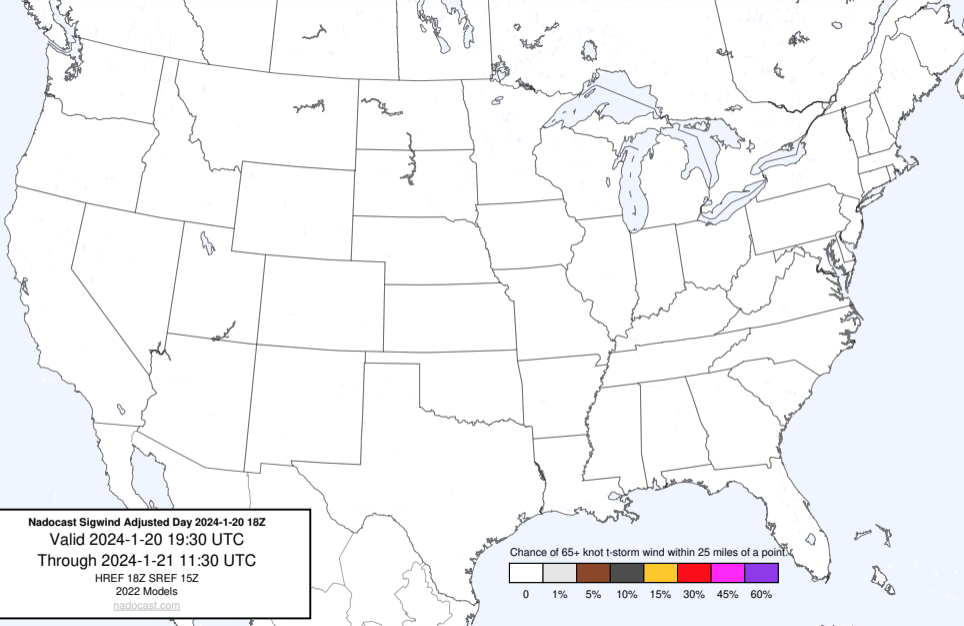 Nadocast Sigwind Adjusted Day 2024-1-20 18Z
Valid 2024-1-20 19:30 UTC
Through 2024-1-21 11:30 UTC
HREF 18Z SREF 15Z
2022 Models
nadocast.com
Chance of 65+ knot t-storm wind within 25 miles of a point.
0 1% 5% 10% 15% 30% 45% 60%